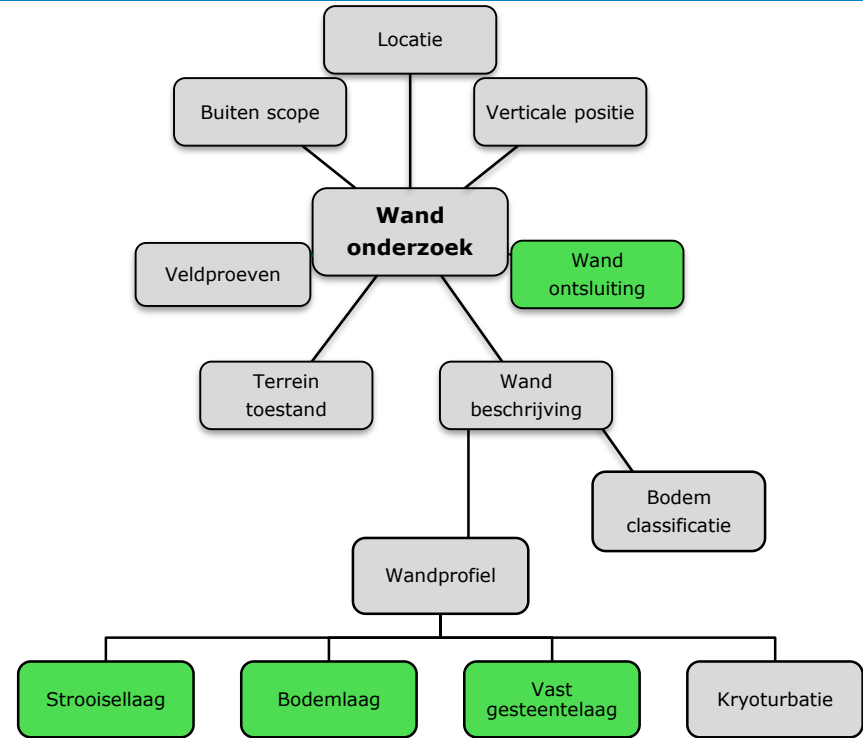 Locatie
Buiten scope
Verticale positie
Wand
onderzoek
Veldproeven
Wand
ontsluiting
Terrein
toestand
Wand
beschrijving
Bodem
classificatie
Wandprofiel
Strooisellaag
Bodemlaag
Vast
gesteentelaag
Kryoturbatie